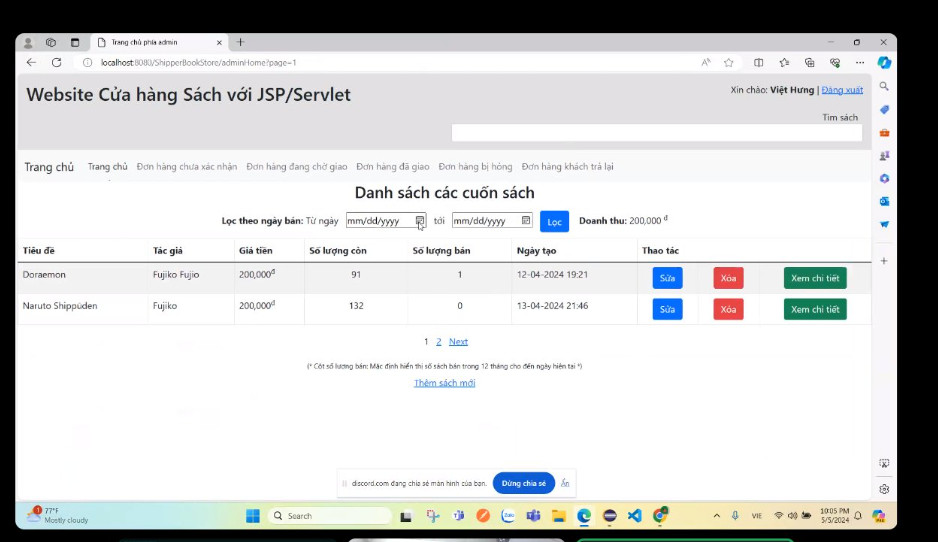 Trang chủ phía admin
localhost:8080/ShipperBookStore/adminHome?page=1
Website Cửa hàng Sách với JSP/Servlet
Xin chào: Việt Hưng | Đăng xuất
Tìm sách
Trang chủ Trang chủ Đơn hàng chưa xác nhận Đơn hàng đang chờ giao Đơn hàng đã giao Đơn hàng bị hỏng Đơn hàng khách trả lại
Danh sách các cuốn sách
Lọc theo ngày bán: Từ ngày mm/dd/yyyy tới mm/dd/yyyy Lọc Doanh thu: 200,000 đ
Tiêu đề Tác giả Giá tiền Số lượng còn Số lượng bán Ngày tạo Thao tác
Doraemon Fujiko Fujio 200,000đ 91 1 12-04-2024 19:21 Sửa Xóa Xem chi tiết
Naruto Shippuden Fujiko 200,000đ 132 0 13-04-2024 21:46 Sửa Xóa Xem chi tiết
1 2 Next
(* Cột số lượng bán: Mặc định hiển thị số sách bán trong 12 tháng cho đến ngày hiện tại *)
Thêm sách mới
discord.com đang chia sẻ màn hình của bạn. Dừng chia sẻ Ẩn
1 77°F
Mostly cloudy
Search
Zalo
VIE
10:05 PM
5/5/2024